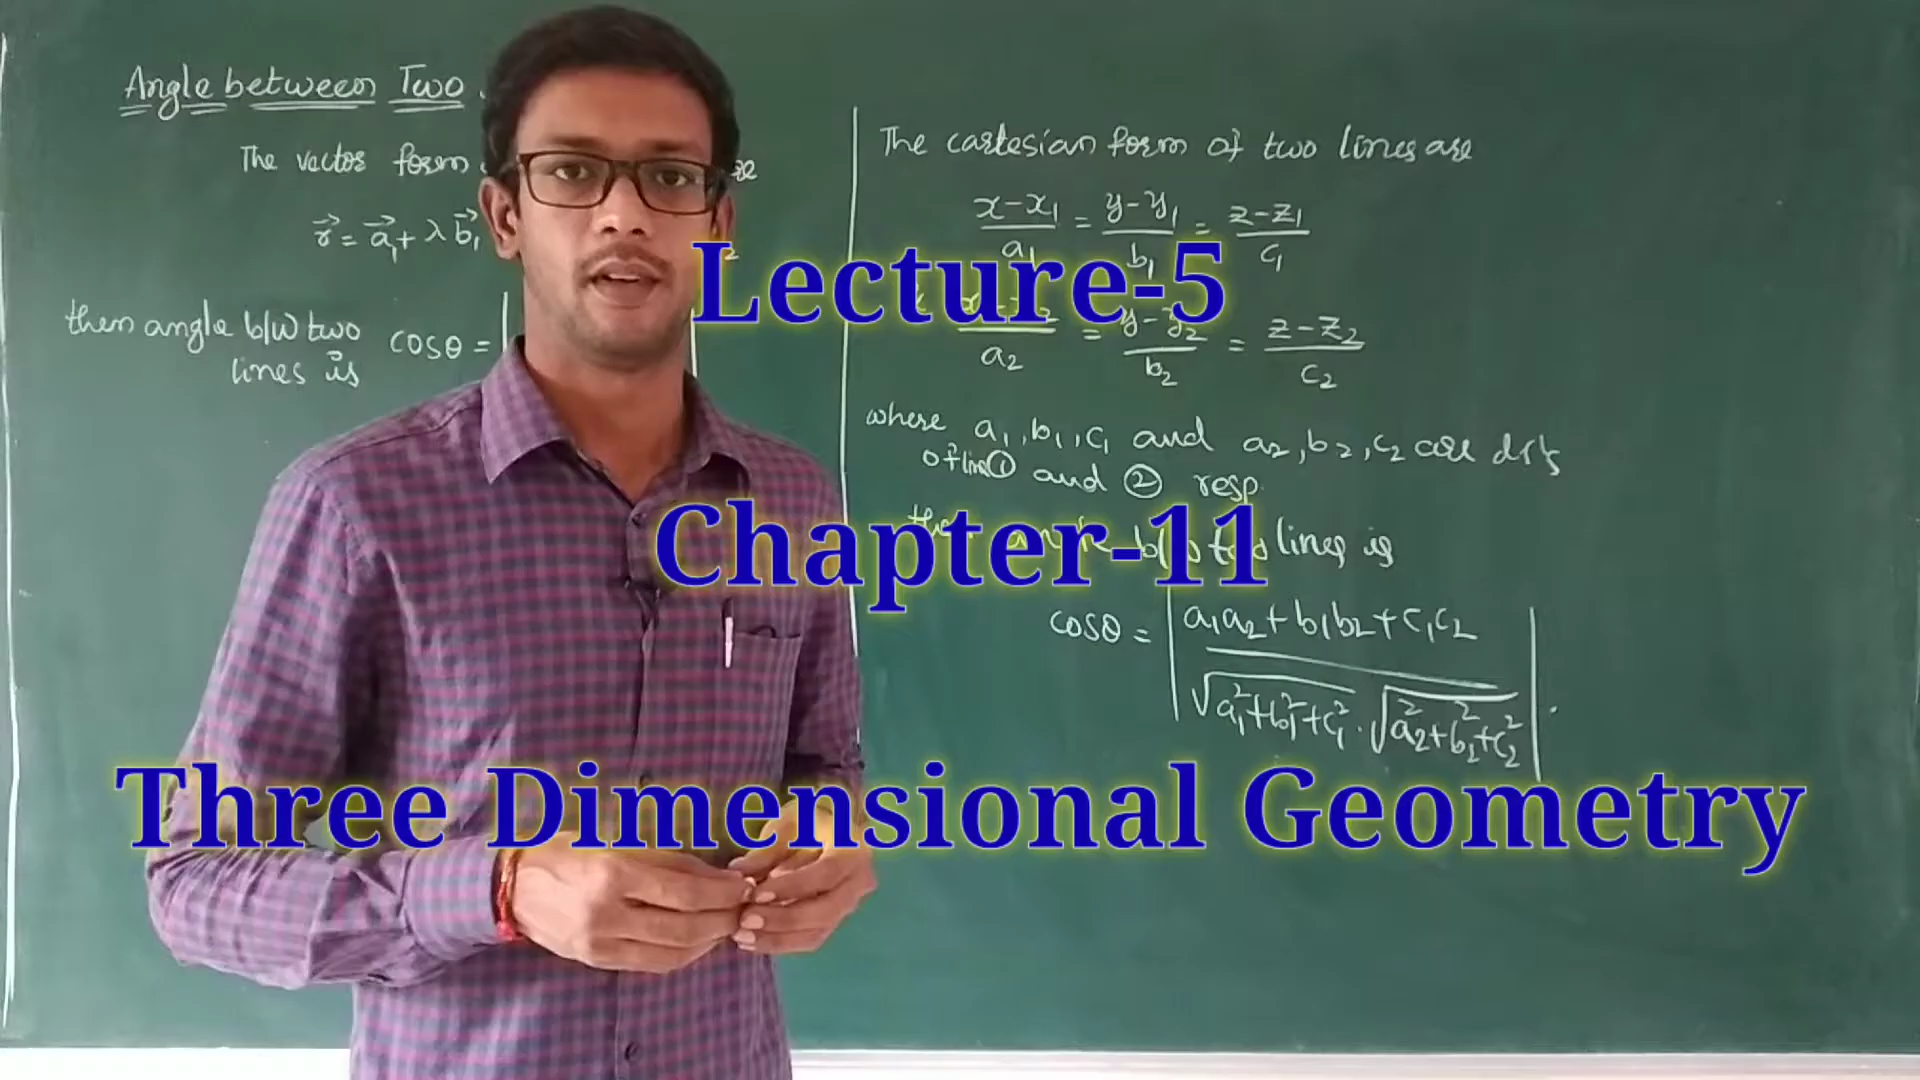 Angle between Two
The vector form
r⃗ = a⃗₁ + λ b⃗₁
then angle b/w two
lines is
cosθ =
The cartesian form of two lines are
x-x₁/a₁ = y-y₁/b₁ = z-z₁/c₁
a₂ = y-y₂/b₂ = z-z₂/c₂
where a₁, b₁, c₁ and a₂, b₂, c₂ are dr's
of line ① and ② resp.
lines is
cosθ = | a₁a₂ + b₁b₂ + c₁c₂ / √a₁²+b₁²+c₁² . √a₂²+b₂²+c₂² | .
Lecture-5
Chapter-11
Three Dimensional Geometry